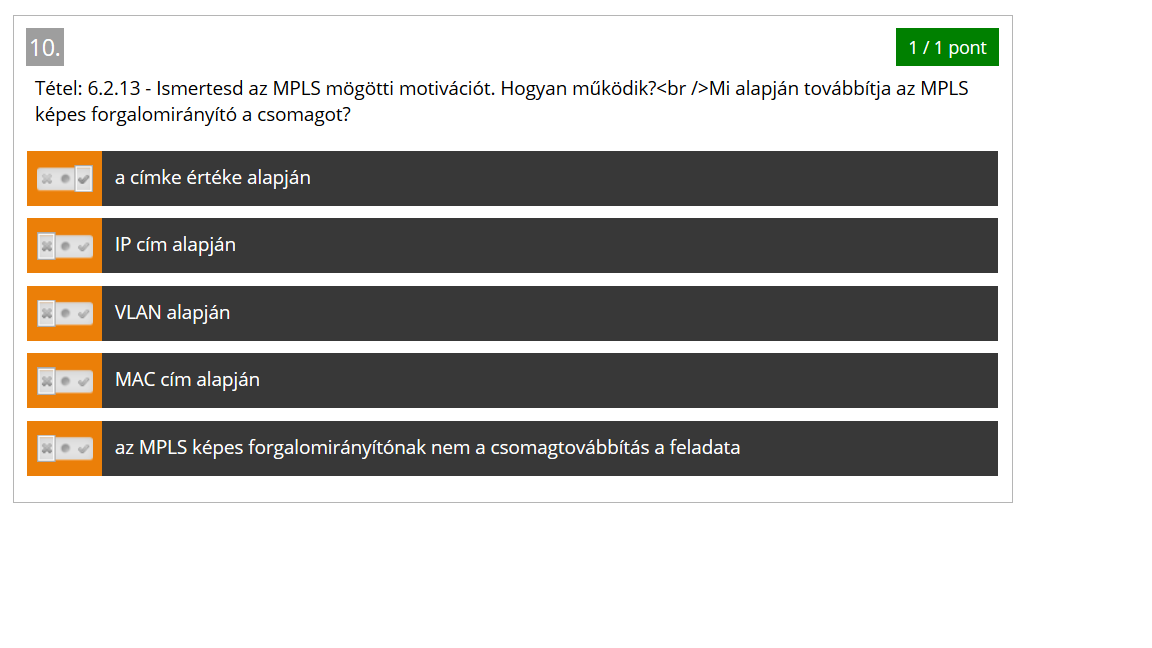 10.
1 / 1 pont
Tétel: 6.2.13 - Ismertesd az MPLS mögötti motivációt. Hogyan működik?<br />Mi alapján továbbítja az MPLS
képes forgalomirányító a csomagot?
a címke értéke alapján
IP cím alapján
VLAN alapján
MAC cím alapján
az MPLS képes forgalomirányítónak nem a csomagtovábbítás a feladata